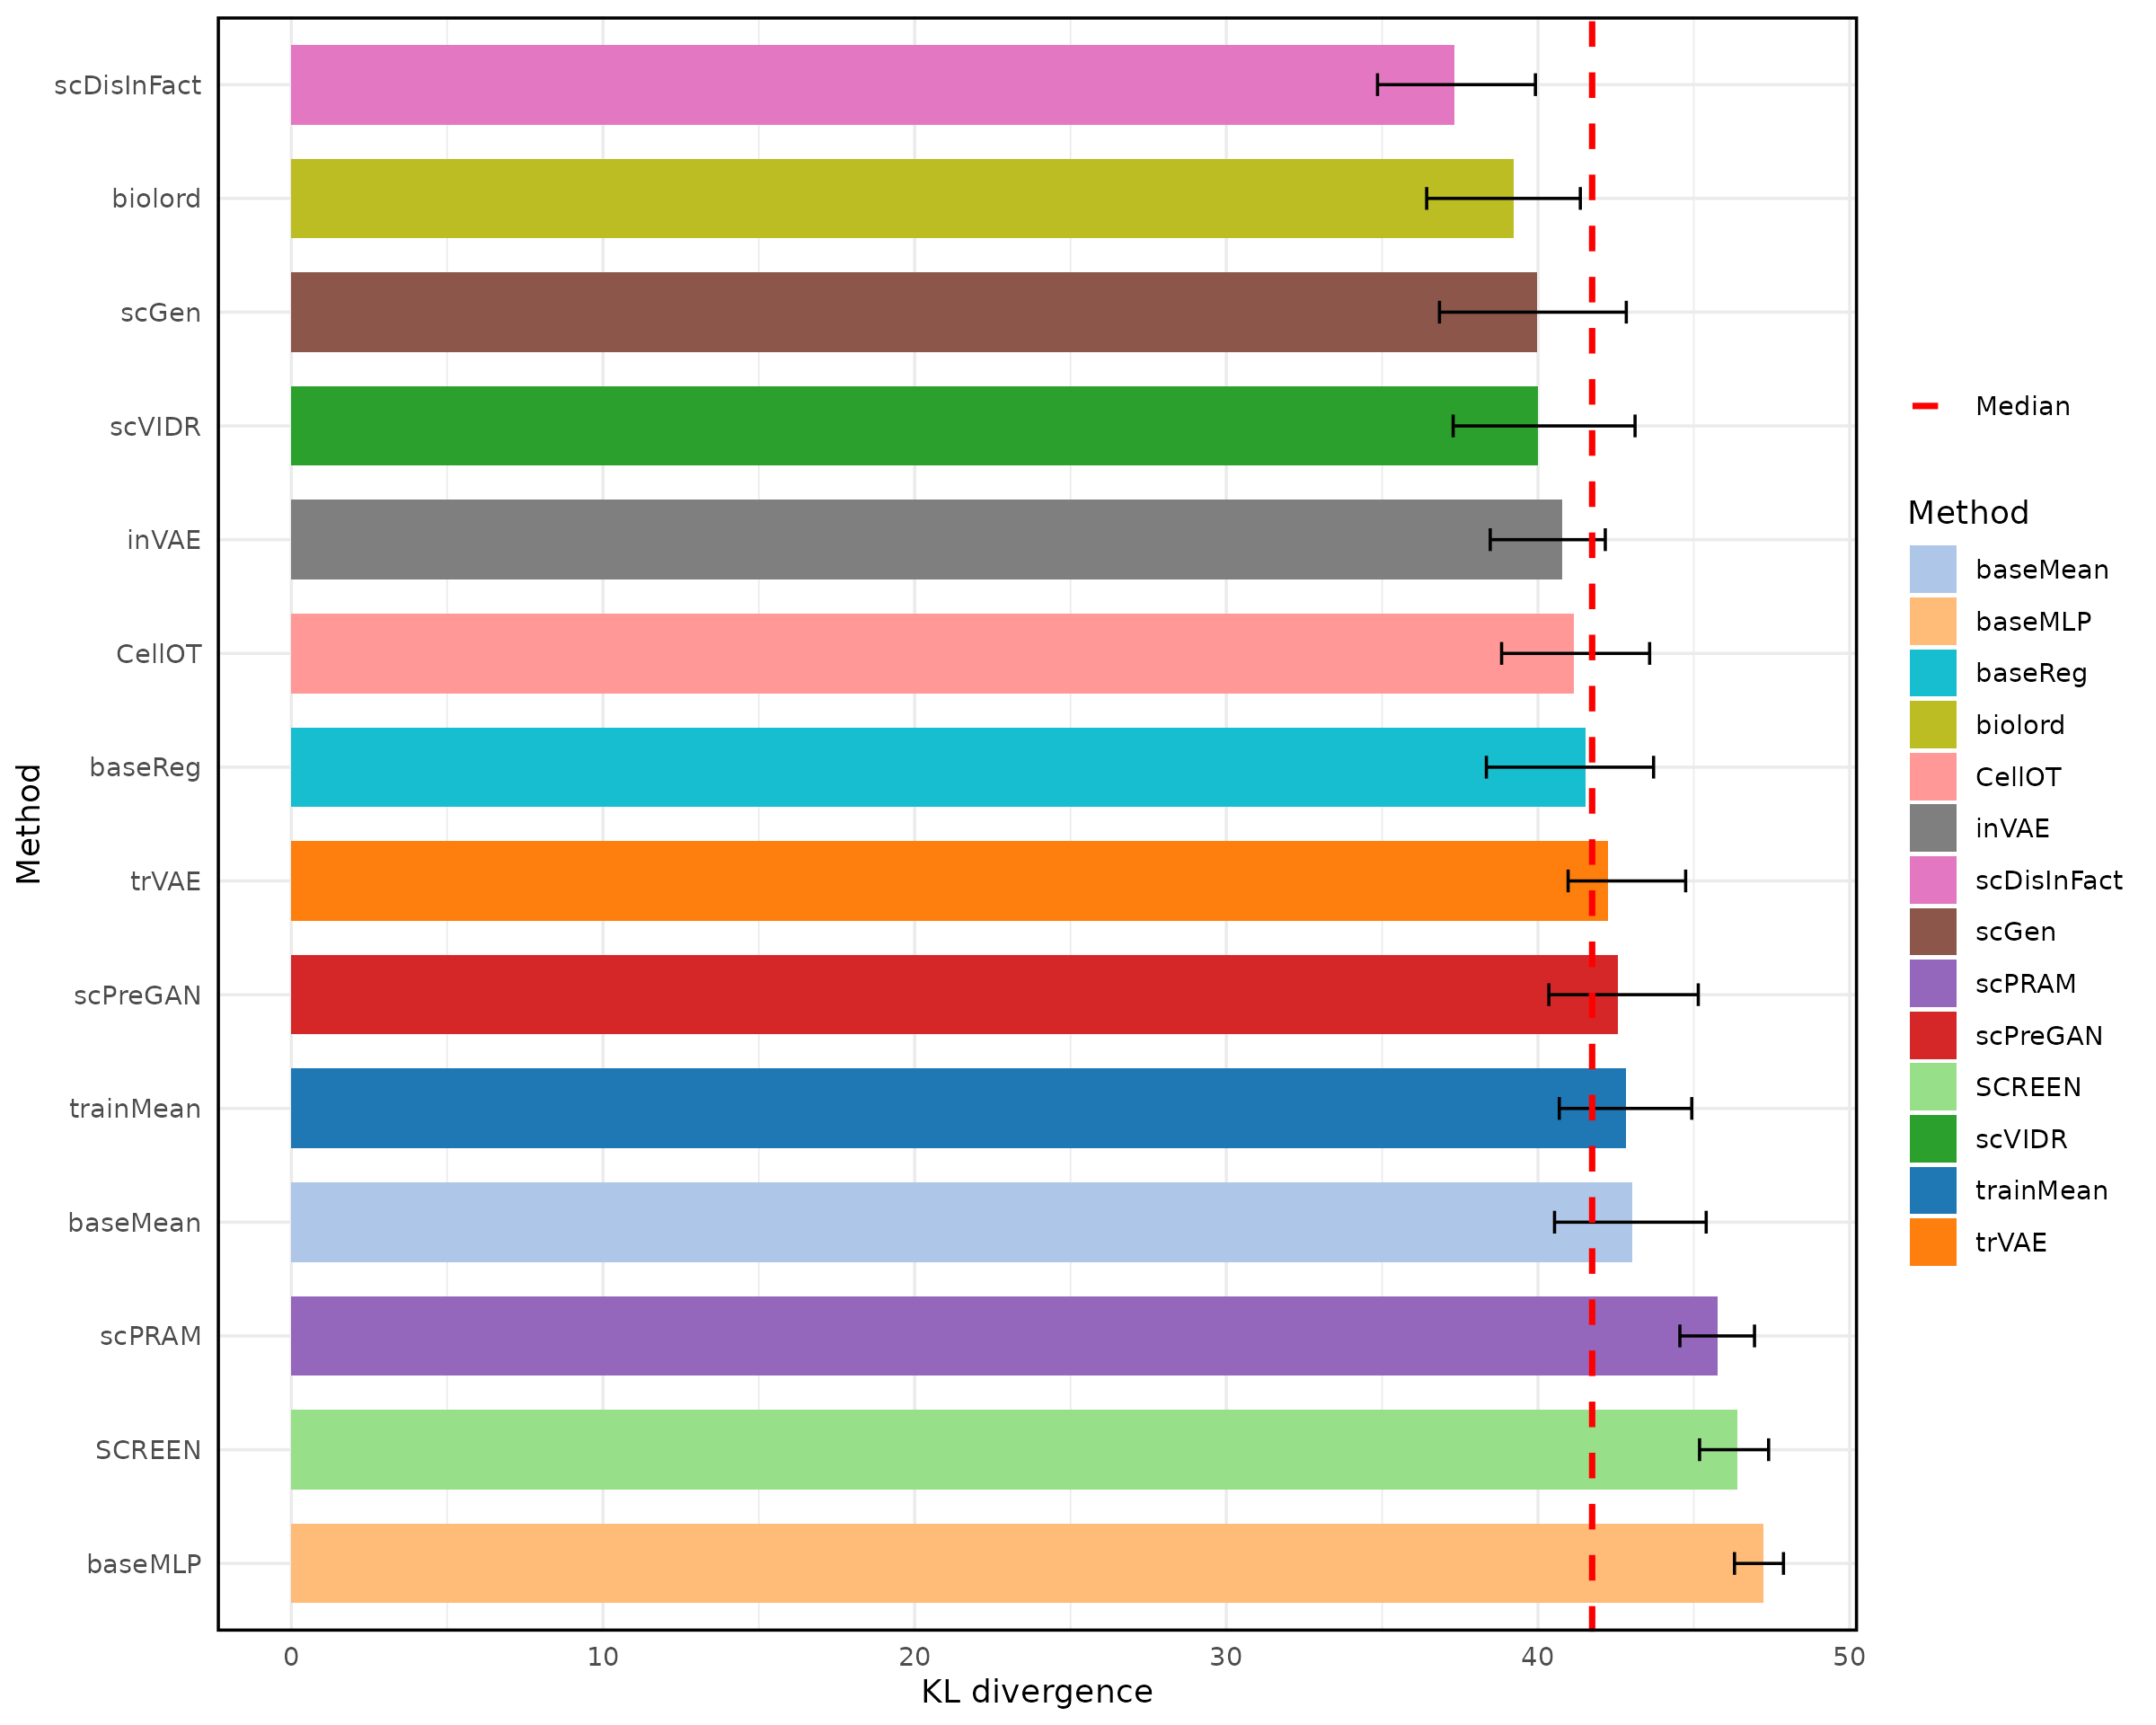 scDisInFact
biolord
scGen
scVIDR
inVAE
CellOT
baseReg
trVAE
scPreGAN
trainMean
baseMean
scPRAM
SCREEN
baseMLP
Method
0 10 20 30 40 50
KL divergence
Median
Method
baseMean
baseMLP
baseReg
biolord
CellOT
inVAE
scDisInFact
scGen
scPRAM
scPreGAN
SCREEN
scVIDR
trainMean
trVAE